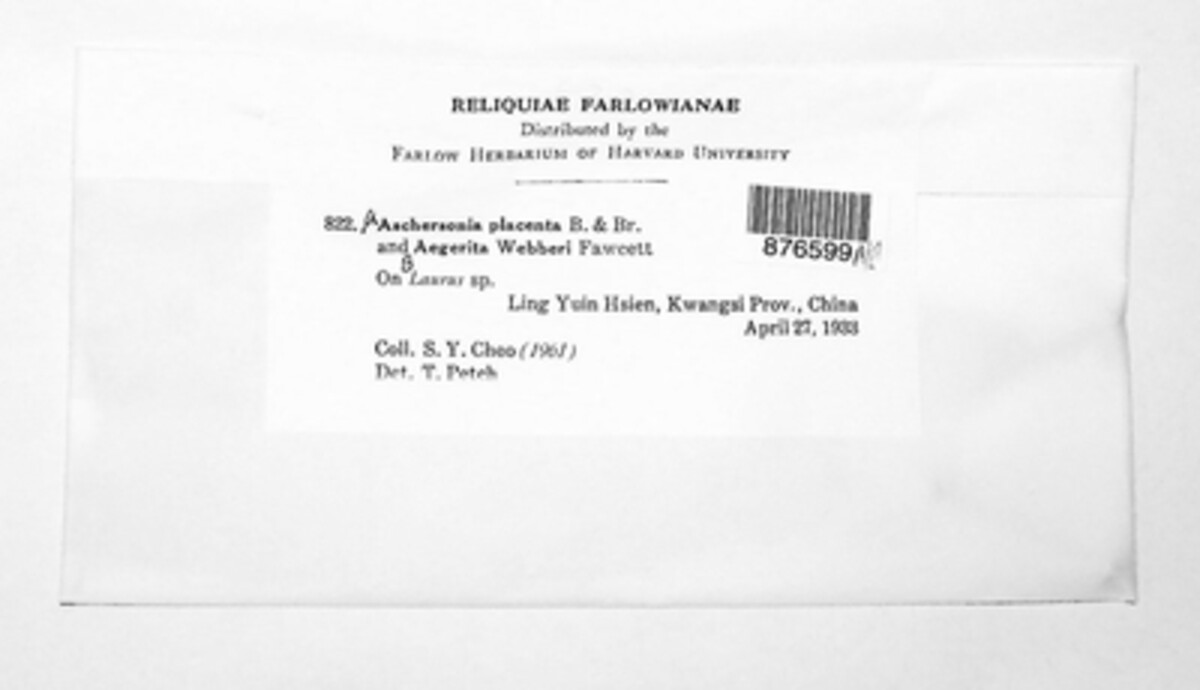 RELIQUIAE FARLOWIANAE
Distributed by the
FARLOW HERBARIUM OF HARVARD UNIVERSITY
822. A Aschersonia placenta B. & Br.
and Aegerita Webberi Fawcett
B
On Laurus sp.
Ling Yuin Hsien, Kwangsi Prov., China
April 27, 1933
Coll. S. Y. Cheo (1961)
Det. T. Petch
876599A